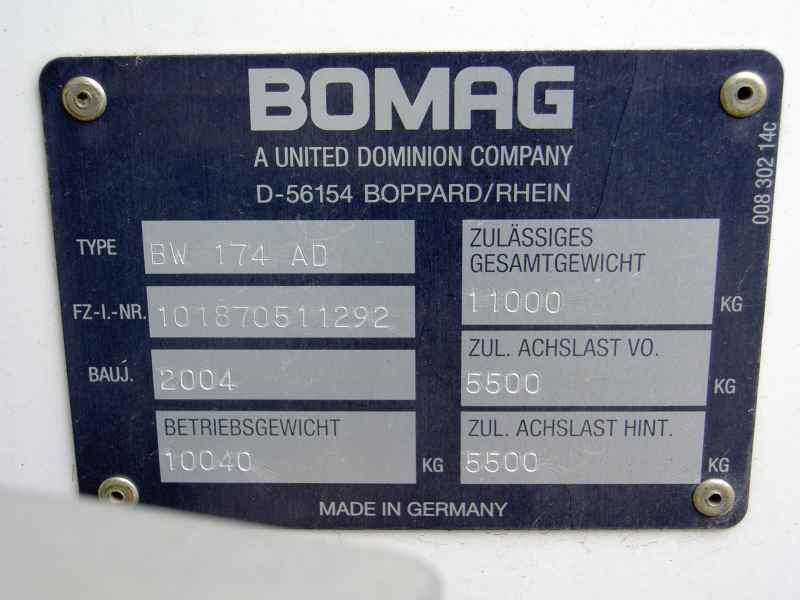 BOMAG
A UNITED DOMINION COMPANY
D-56154 BOPPARD/RHEIN
008 302 14c
TYPE BW 174 AD
FZ-I.-NR. 101870511292
BAUJ. 2004
BETRIEBSGEWICHT
10040 KG
ZULÄSSIGES
GESAMTGEWICHT
11000 KG
ZUL. ACHSLAST VO.
5500 KG
ZUL. ACHSLAST HINT.
5500 KG
MADE IN GERMANY